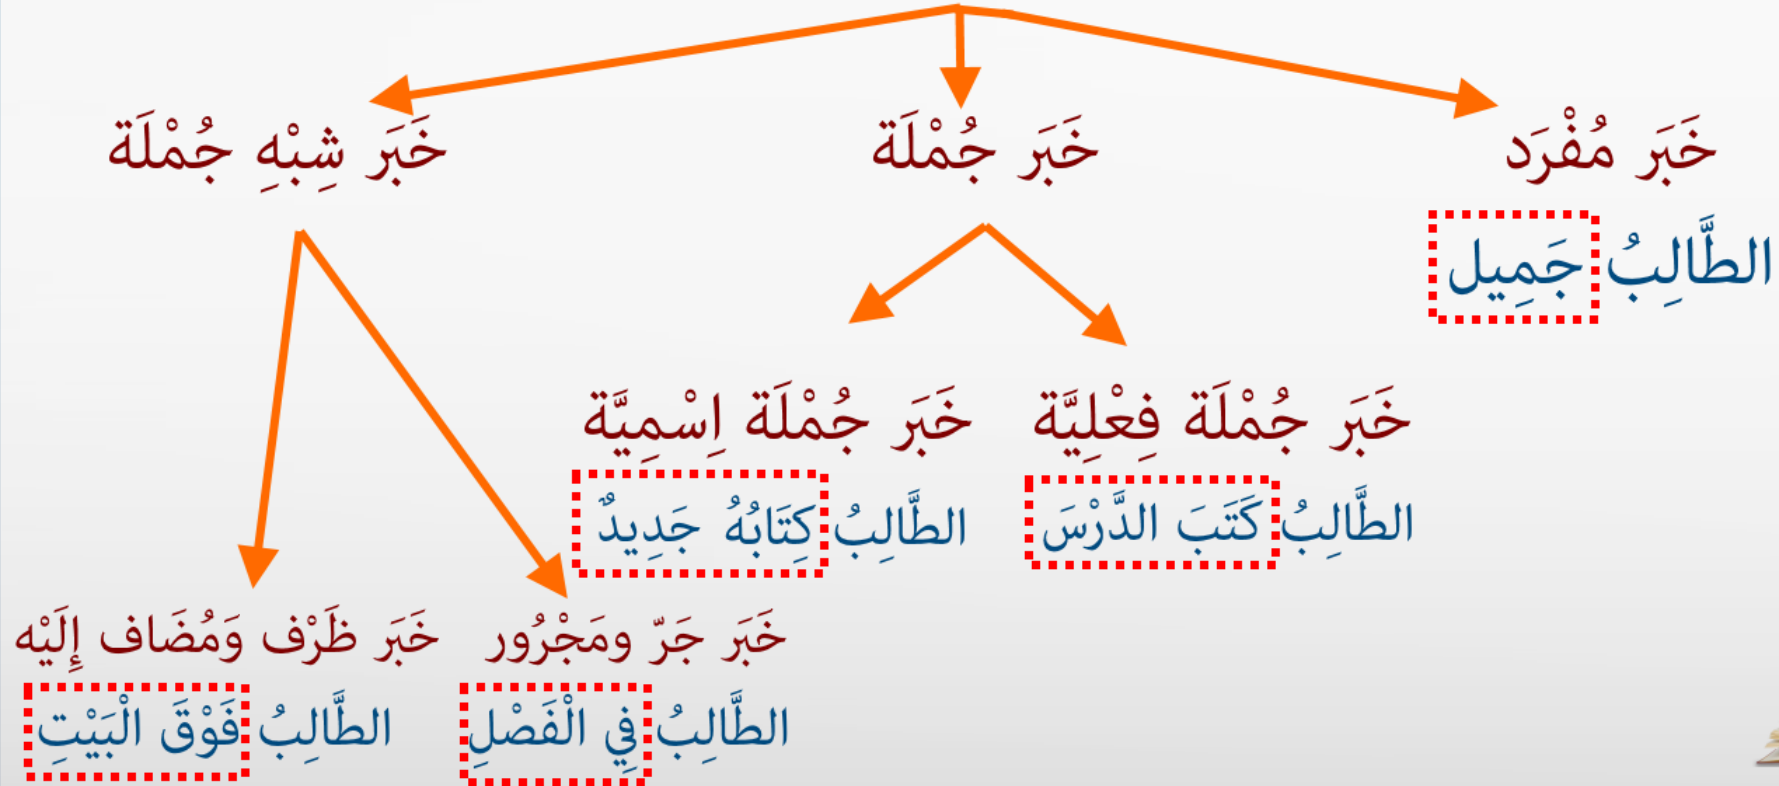 خَبَر مُفْرَد
الطَّالِبُ جَمِيل
خَبَر جُمْلَة
خَبَر شِبْهِ جُمْلَة
خَبَر جُمْلَة فِعْلِيَّة
الطَّالِبُ كَتَبَ الدَّرْسَ
خَبَر جُمْلَة اِسْمِيَّة
الطَّالِبُ كِتَابُهُ جَدِيدٌ
خَبَر جَرّ ومَجْرُور
الطَّالِبُ فِي الْفَصْلِ
خَبَر ظَرْف وَمُضَاف إِلَيْه
الطَّالِبُ فَوْقَ الْبَيْتِ